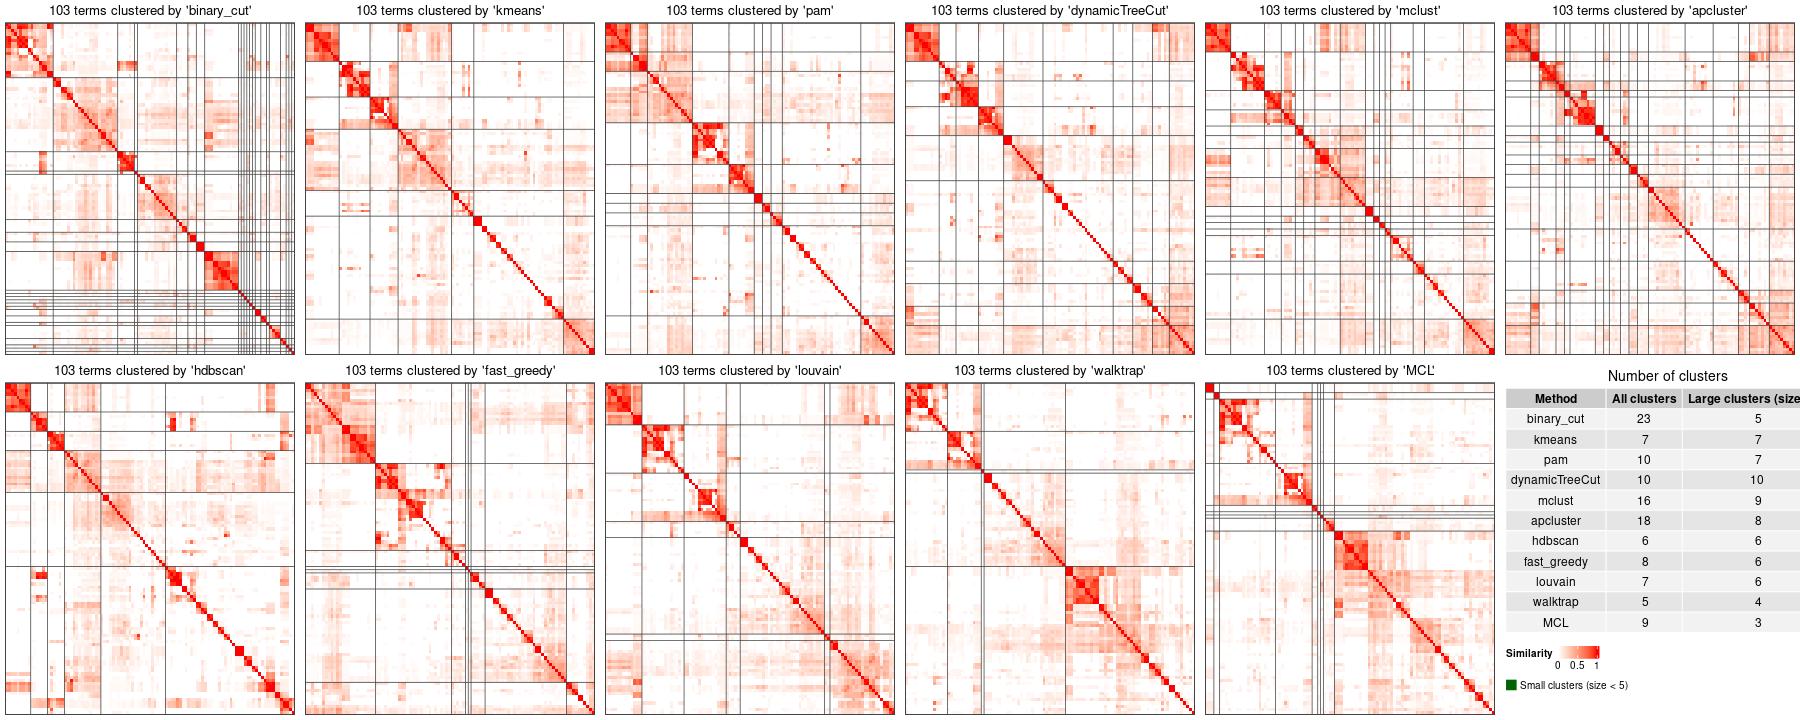 103 terms clustered by 'binary_cut'
103 terms clustered by 'kmeans'
103 terms clustered by 'pam'
103 terms clustered by 'dynamicTreeCut'
103 terms clustered by 'mclust'
103 terms clustered by 'apcluster'
103 terms clustered by 'hdbscan'
103 terms clustered by 'fast_greedy'
103 terms clustered by 'louvain'
103 terms clustered by 'walktrap'
103 terms clustered by 'MCL'
Number of clusters
Method All clusters Large clusters (size
binary_cut 23 5
kmeans 7 7
pam 10 7
dynamicTreeCut 10 10
mclust 16 9
apcluster 18 8
hdbscan 6 6
fast_greedy 8 6
louvain 7 6
walktrap 5 4
MCL 9 3
Similarity
0 0.5 1
Small clusters (size < 5)